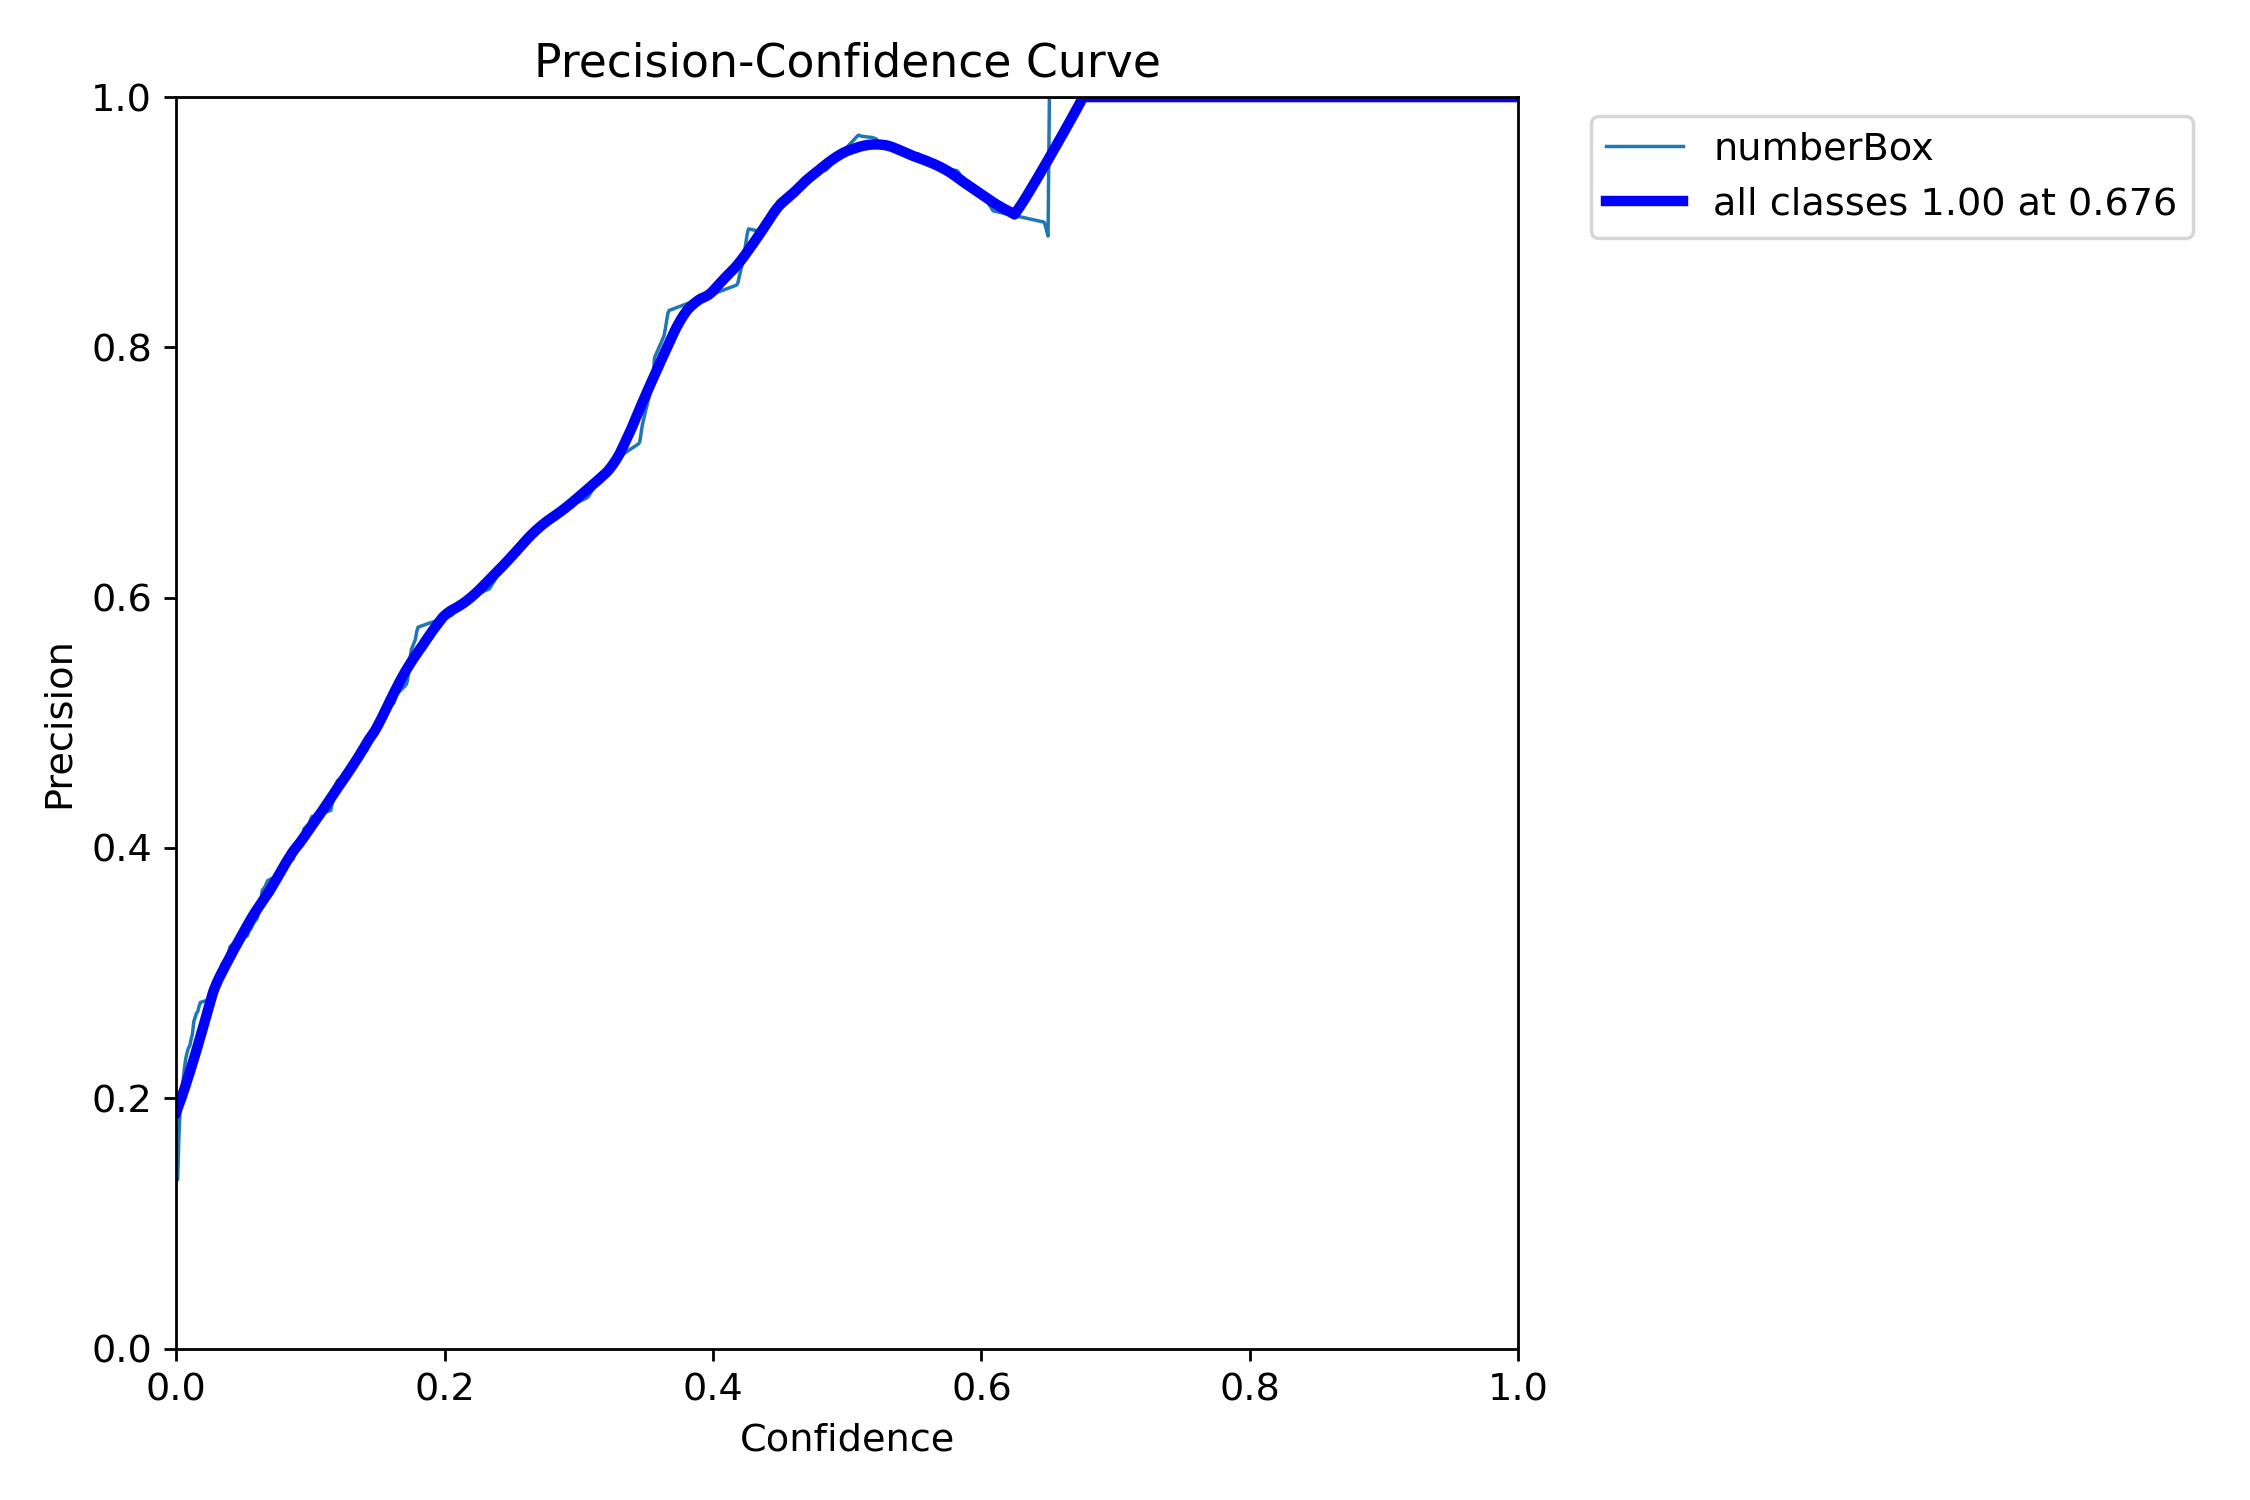 Precision-Confidence Curve
numberBox
all classes 1.00 at 0.676
1.0
0.8
0.6
0.4
0.2
0.0
Precision
0.0 0.2 0.4 0.6 0.8 1.0
Confidence